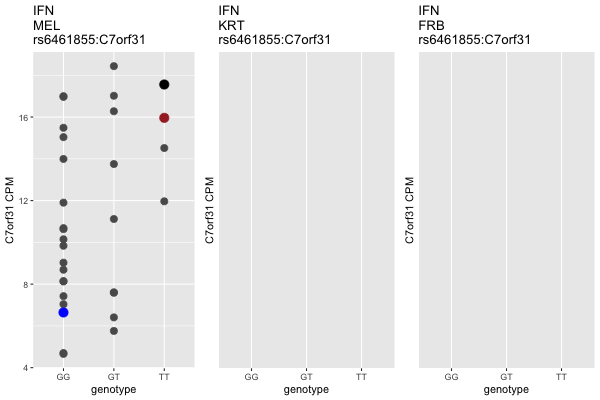 IFN
MEL
rs6461855:C7orf31
IFN
KRT
rs6461855:C7orf31
IFN
FRB
rs6461855:C7orf31
C7orf31 CPM
16
12
8
4
GG GT TT
genotype
C7orf31 CPM
GG GT TT
genotype
C7orf31 CPM
GG GT TT
genotype